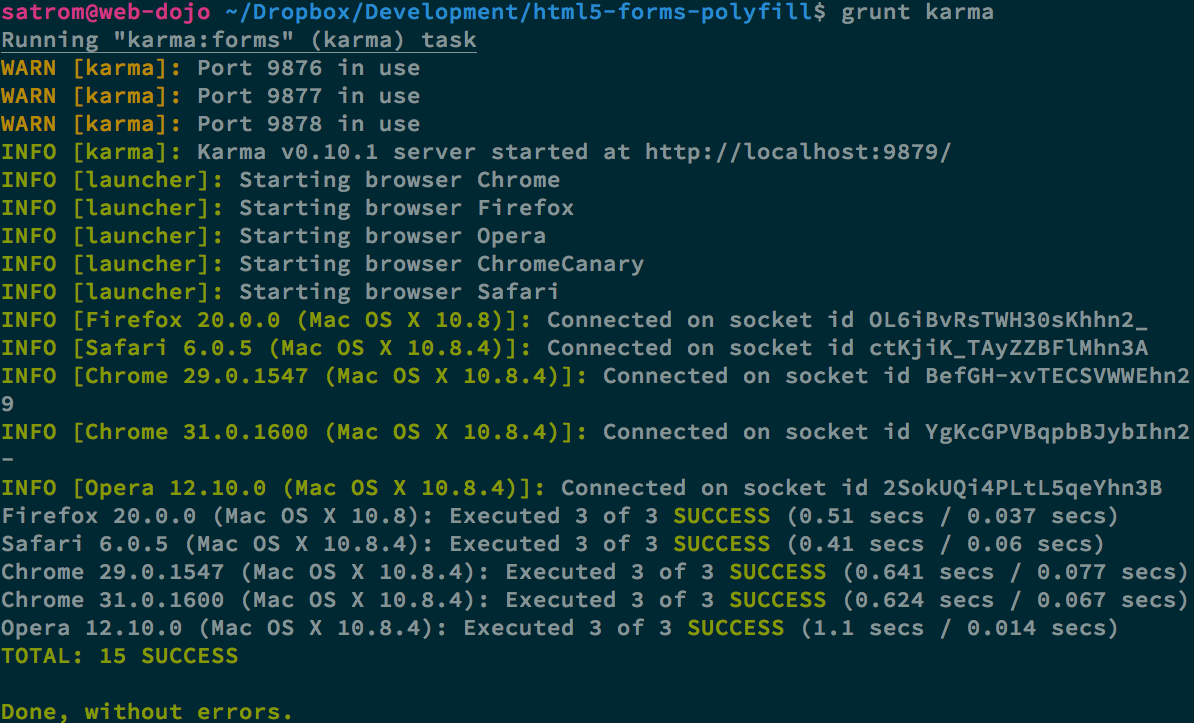 satrom@web-dojo ~/Dropbox/Development/html5-forms-polyfill$ grunt karma
Running "karma:forms" (karma) task
WARN [karma]: Port 9876 in use
WARN [karma]: Port 9877 in use
WARN [karma]: Port 9878 in use
INFO [karma]: Karma v0.10.1 server started at http://localhost:9879/
INFO [launcher]: Starting browser Chrome
INFO [launcher]: Starting browser Firefox
INFO [launcher]: Starting browser Opera
INFO [launcher]: Starting browser ChromeCanary
INFO [launcher]: Starting browser Safari
INFO [Firefox 20.0.0 (Mac OS X 10.8)]: Connected on socket id OL6iBvRsTWH30sKhhn2_
INFO [Safari 6.0.5 (Mac OS X 10.8.4)]: Connected on socket id ctKjiK_TAyZZBFlMhn3A
INFO [Chrome 29.0.1547 (Mac OS X 10.8.4)]: Connected on socket id BefGH-xvTECSVWWEhn2
9
INFO [Chrome 31.0.1600 (Mac OS X 10.8.4)]: Connected on socket id YgKcGPVBqpbBJybIhn2
-
INFO [Opera 12.10.0 (Mac OS X 10.8.4)]: Connected on socket id 2SokUQi4PLtL5qeYhn3B
Firefox 20.0.0 (Mac OS X 10.8): Executed 3 of 3 SUCCESS (0.51 secs / 0.037 secs)
Safari 6.0.5 (Mac OS X 10.8.4): Executed 3 of 3 SUCCESS (0.41 secs / 0.06 secs)
Chrome 29.0.1547 (Mac OS X 10.8.4): Executed 3 of 3 SUCCESS (0.641 secs / 0.077 secs)
Chrome 31.0.1600 (Mac OS X 10.8.4): Executed 3 of 3 SUCCESS (0.624 secs / 0.067 secs)
Opera 12.10.0 (Mac OS X 10.8.4): Executed 3 of 3 SUCCESS (1.1 secs / 0.014 secs)
TOTAL: 15 SUCCESS
Done, without errors.